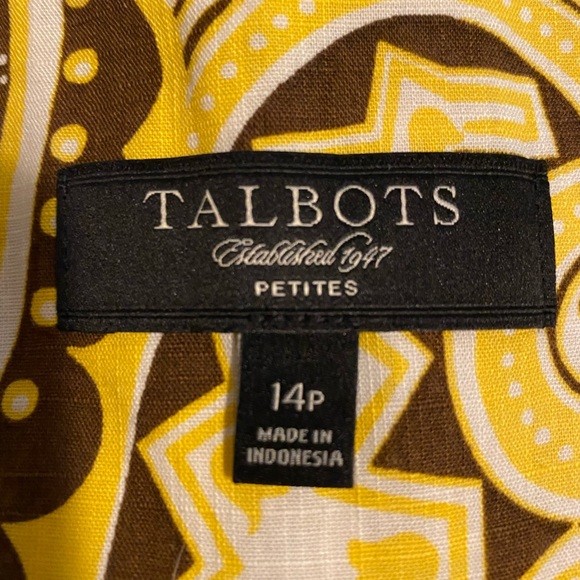 TALBOTS
Established 1947
PETITES
14P
MADE IN
INDONESIA